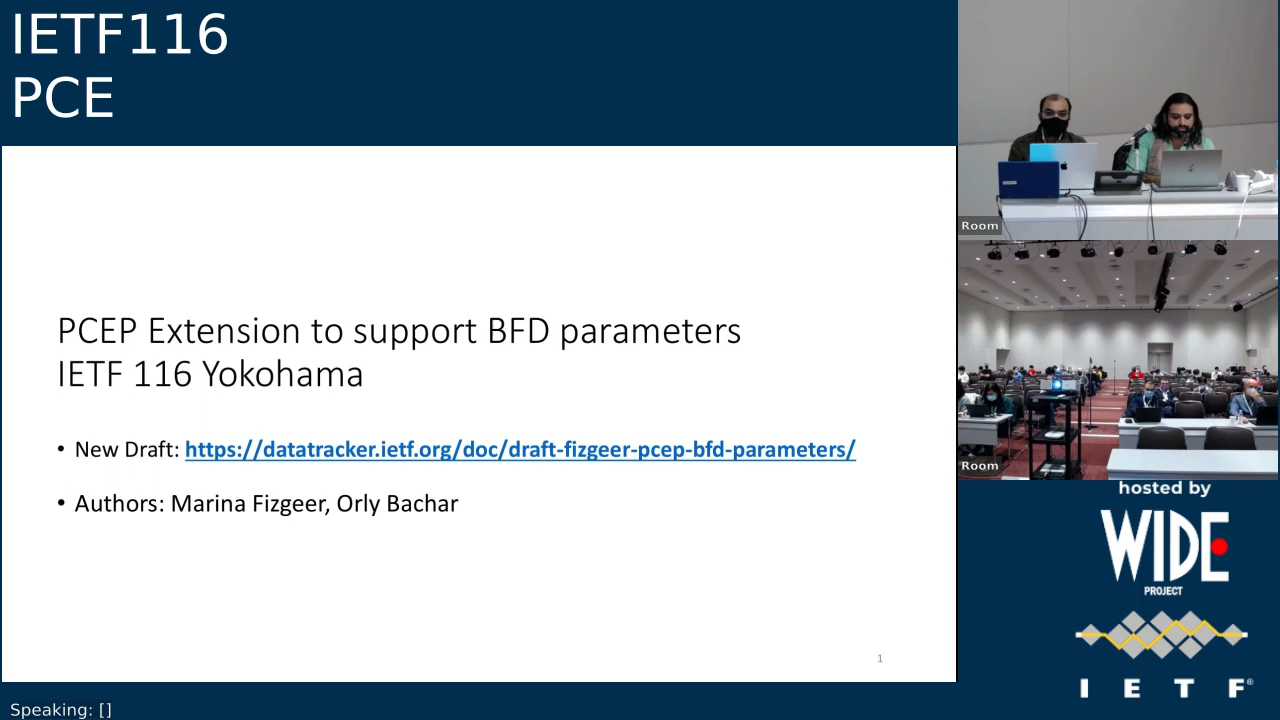 IETF116
PCE
PCEP Extension to support BFD parameters
IETF 116 Yokohama
• New Draft: https://datatracker.ietf.org/doc/draft-fizgeer-pcep-bfd-parameters/
• Authors: Marina Fizgeer, Orly Bachar
1
Room
Room
hosted by
WIDE
PROJECT
I E T F®
Speaking: []